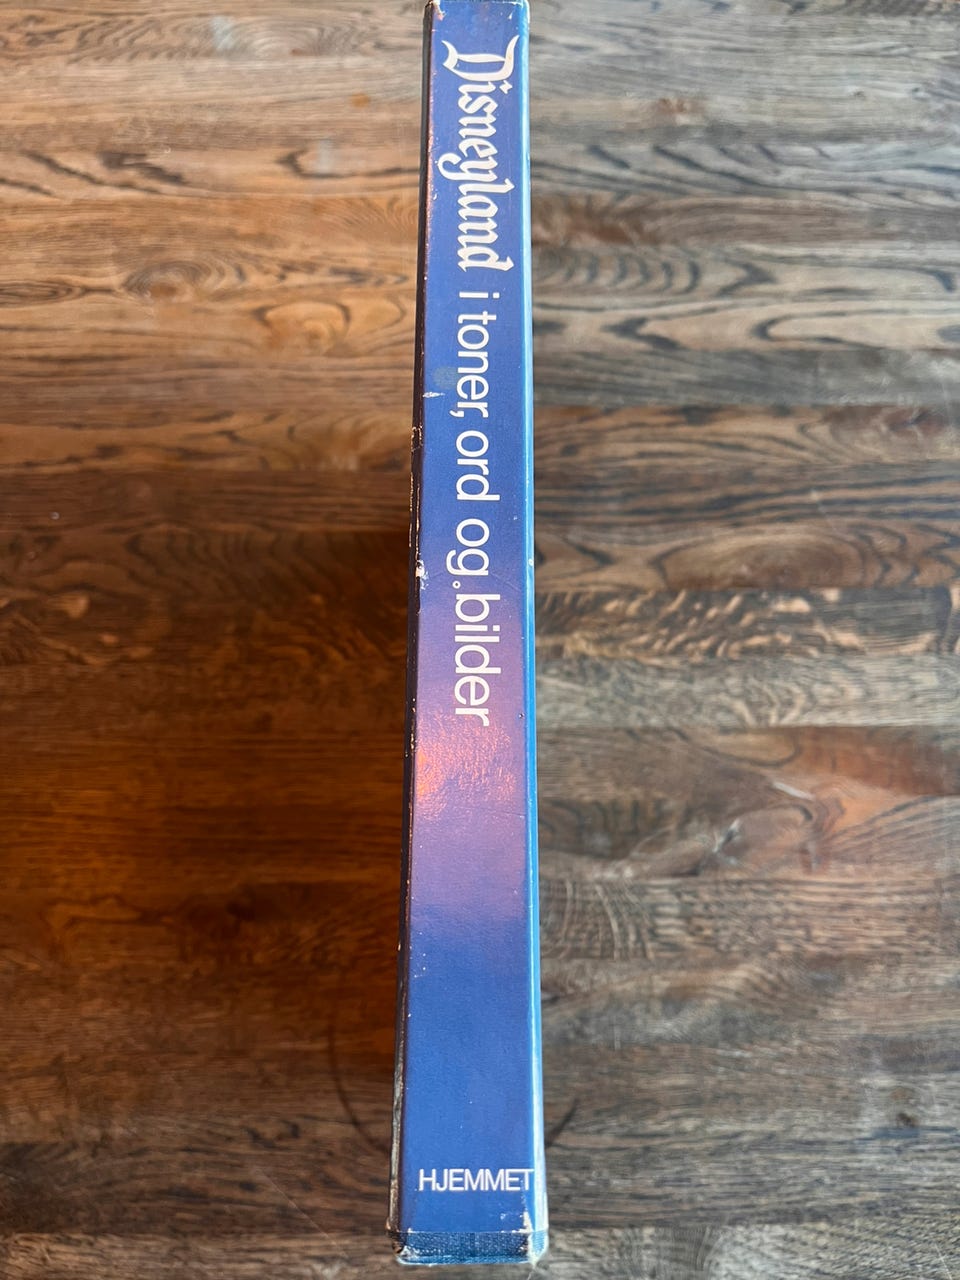 Disneyland i toner, ord og bilder
HJEMMET